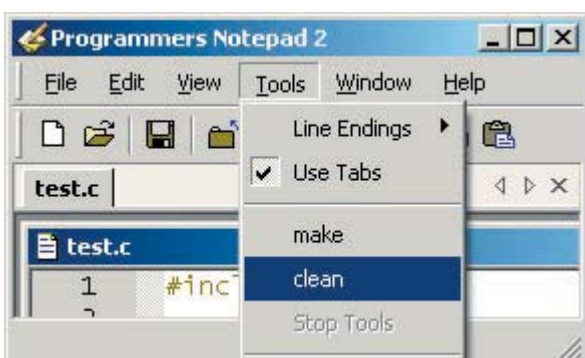 Programmers Notepad 2
File Edit View Tools Window Help
Line Endings
Use Tabs
test.c
make
test.c
clean
1 #inc
Stop Tools